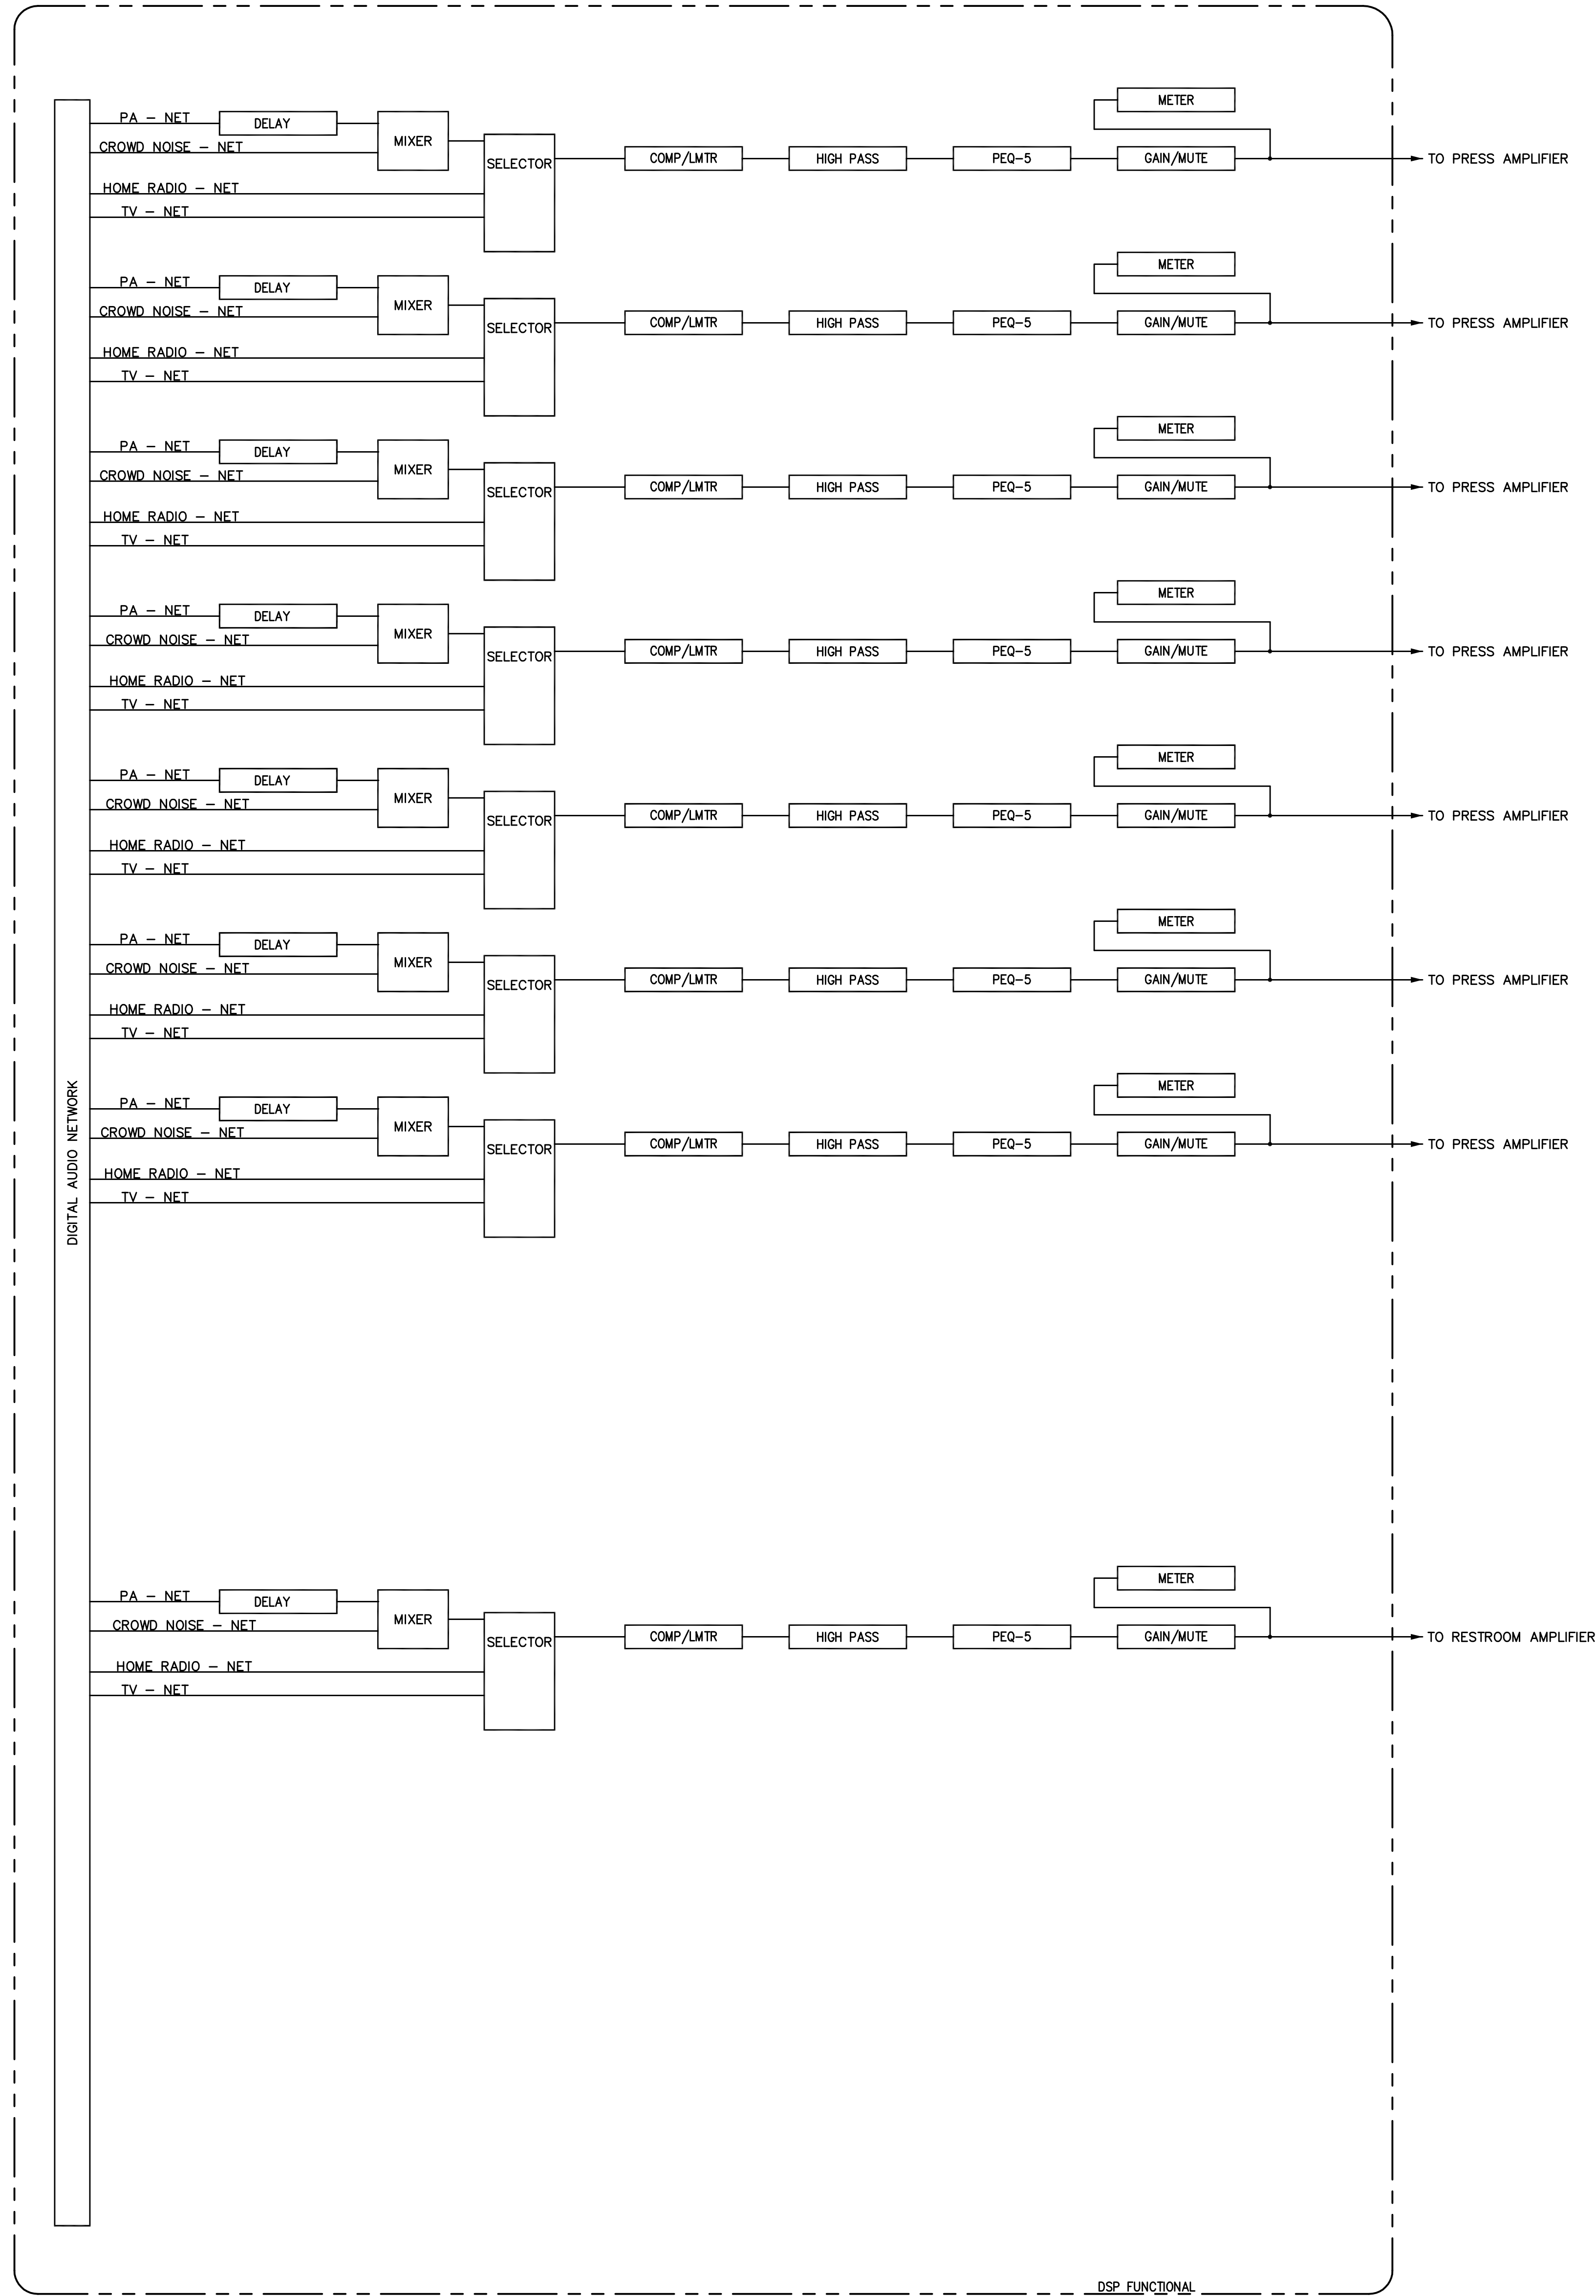 METER
PA – NET
DELAY
MIXER
CROWD NOISE – NET
SELECTOR
COMP/LMTR
HIGH PASS
PEQ–5
GAIN/MUTE
TO PRESS AMPLIFIER
HOME RADIO – NET
TV – NET
METER
PA – NET
DELAY
MIXER
CROWD NOISE – NET
SELECTOR
COMP/LMTR
HIGH PASS
PEQ–5
GAIN/MUTE
TO PRESS AMPLIFIER
HOME RADIO – NET
TV – NET
METER
PA – NET
DELAY
MIXER
CROWD NOISE – NET
SELECTOR
COMP/LMTR
HIGH PASS
PEQ–5
GAIN/MUTE
TO PRESS AMPLIFIER
HOME RADIO – NET
TV – NET
METER
PA – NET
DELAY
MIXER
CROWD NOISE – NET
SELECTOR
COMP/LMTR
HIGH PASS
PEQ–5
GAIN/MUTE
TO PRESS AMPLIFIER
HOME RADIO – NET
TV – NET
METER
PA – NET
DELAY
MIXER
CROWD NOISE – NET
SELECTOR
COMP/LMTR
HIGH PASS
PEQ–5
GAIN/MUTE
TO PRESS AMPLIFIER
HOME RADIO – NET
TV – NET
METER
PA – NET
DELAY
MIXER
CROWD NOISE – NET
SELECTOR
COMP/LMTR
HIGH PASS
PEQ–5
GAIN/MUTE
TO PRESS AMPLIFIER
HOME RADIO – NET
TV – NET
DIGITAL AUDIO NETWORK
METER
PA – NET
DELAY
MIXER
CROWD NOISE – NET
SELECTOR
COMP/LMTR
HIGH PASS
PEQ–5
GAIN/MUTE
TO PRESS AMPLIFIER
HOME RADIO – NET
TV – NET
METER
PA – NET
DELAY
MIXER
CROWD NOISE – NET
SELECTOR
COMP/LMTR
HIGH PASS
PEQ–5
GAIN/MUTE
TO RESTROOM AMPLIFIER
HOME RADIO – NET
TV – NET
DSP FUNCTIONAL